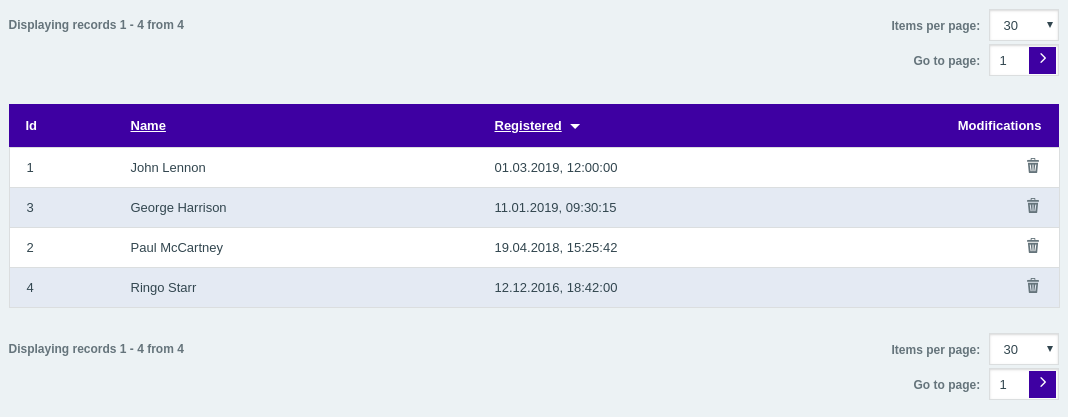 Displaying records 1 - 4 from 4
Items per page: 30
Go to page: 1
Id Name Registered Modifications
1 John Lennon 01.03.2019, 12:00:00
3 George Harrison 11.01.2019, 09:30:15
2 Paul McCartney 19.04.2018, 15:25:42
4 Ringo Starr 12.12.2016, 18:42:00
Displaying records 1 - 4 from 4
Items per page: 30
Go to page: 1